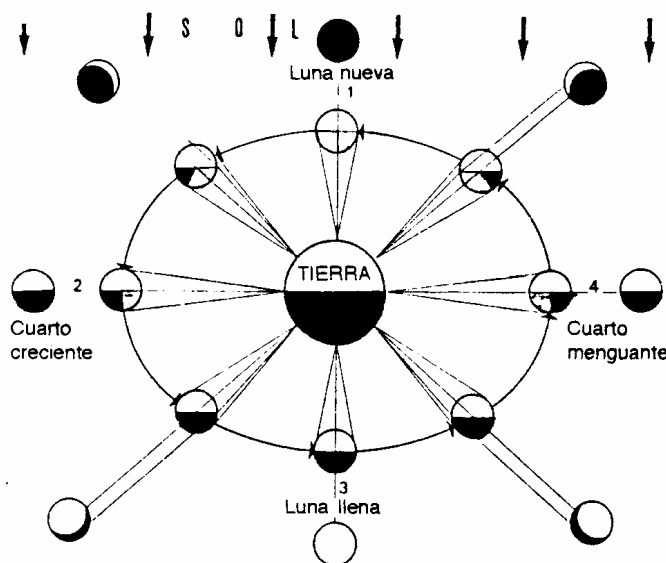 S O L
Luna nueva
1
TIERRA
2
4
Cuarto
creciente
Cuarto
menguante
3
Luna llena